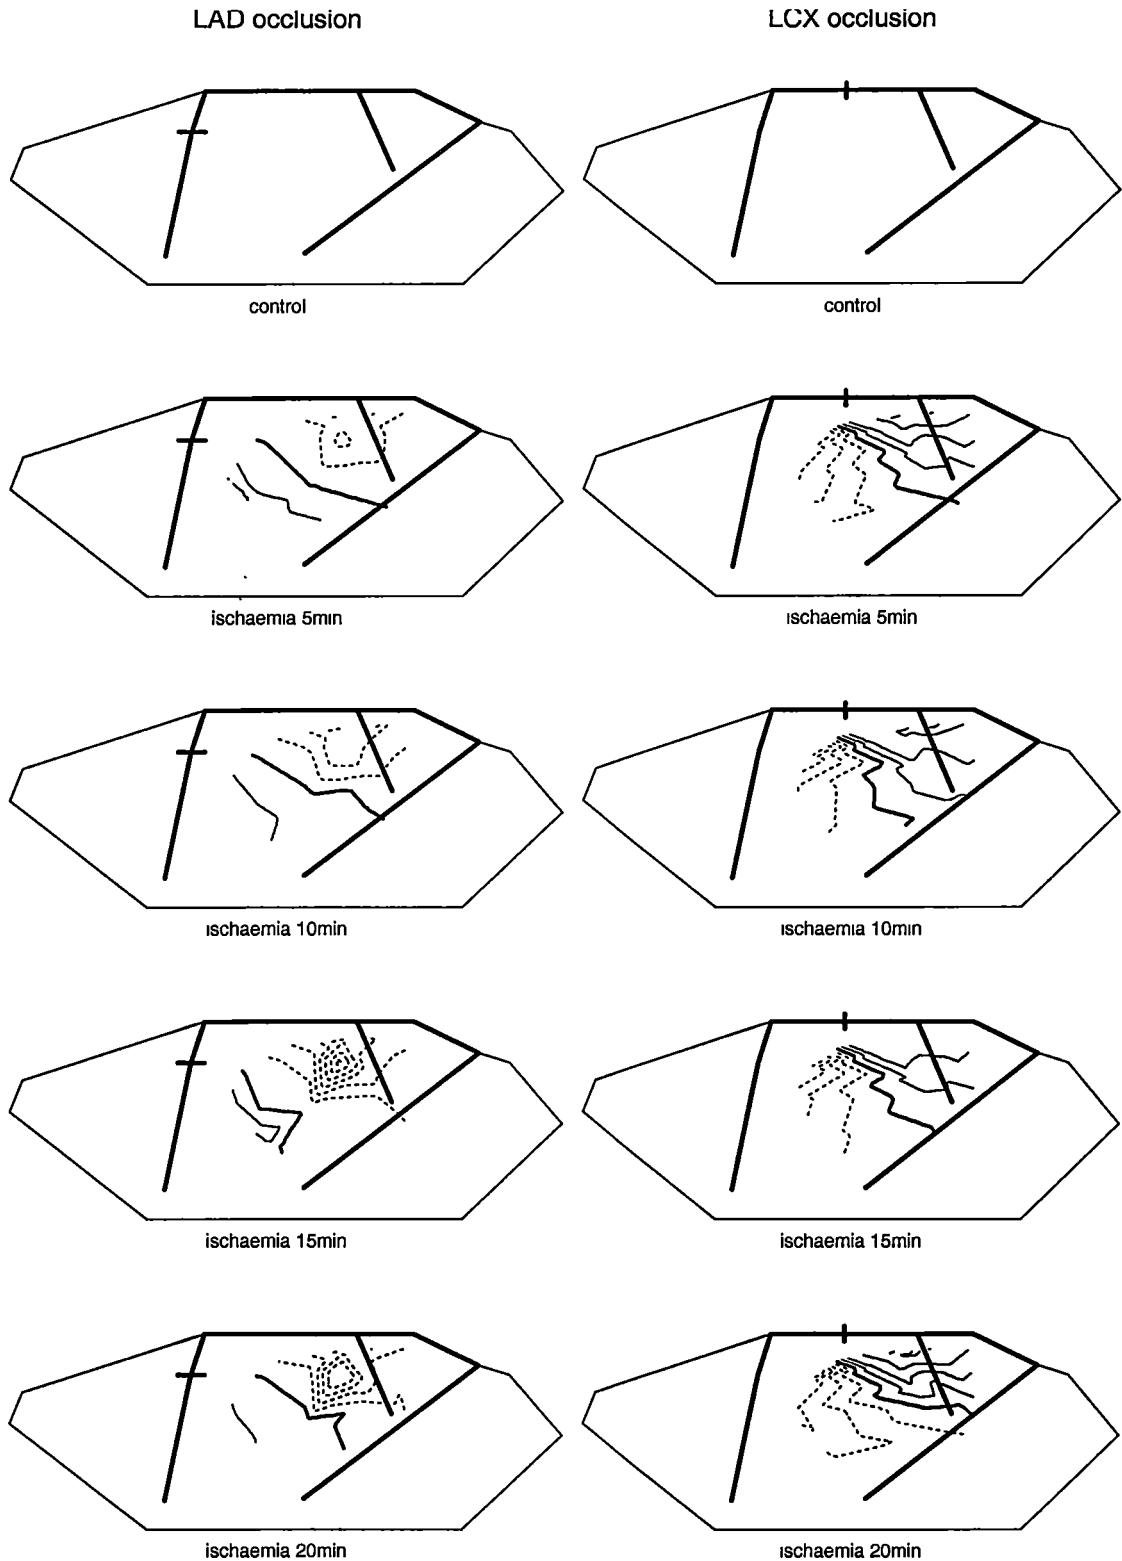 LAD occlusion
LCX occlusion
control
control
ischaemia 5min
ischaemia 5min
ischaemia 10min
ischaemia 10min
ischaemia 15min
ischaemia 15min
ischaemia 20min
ischaemia 20min